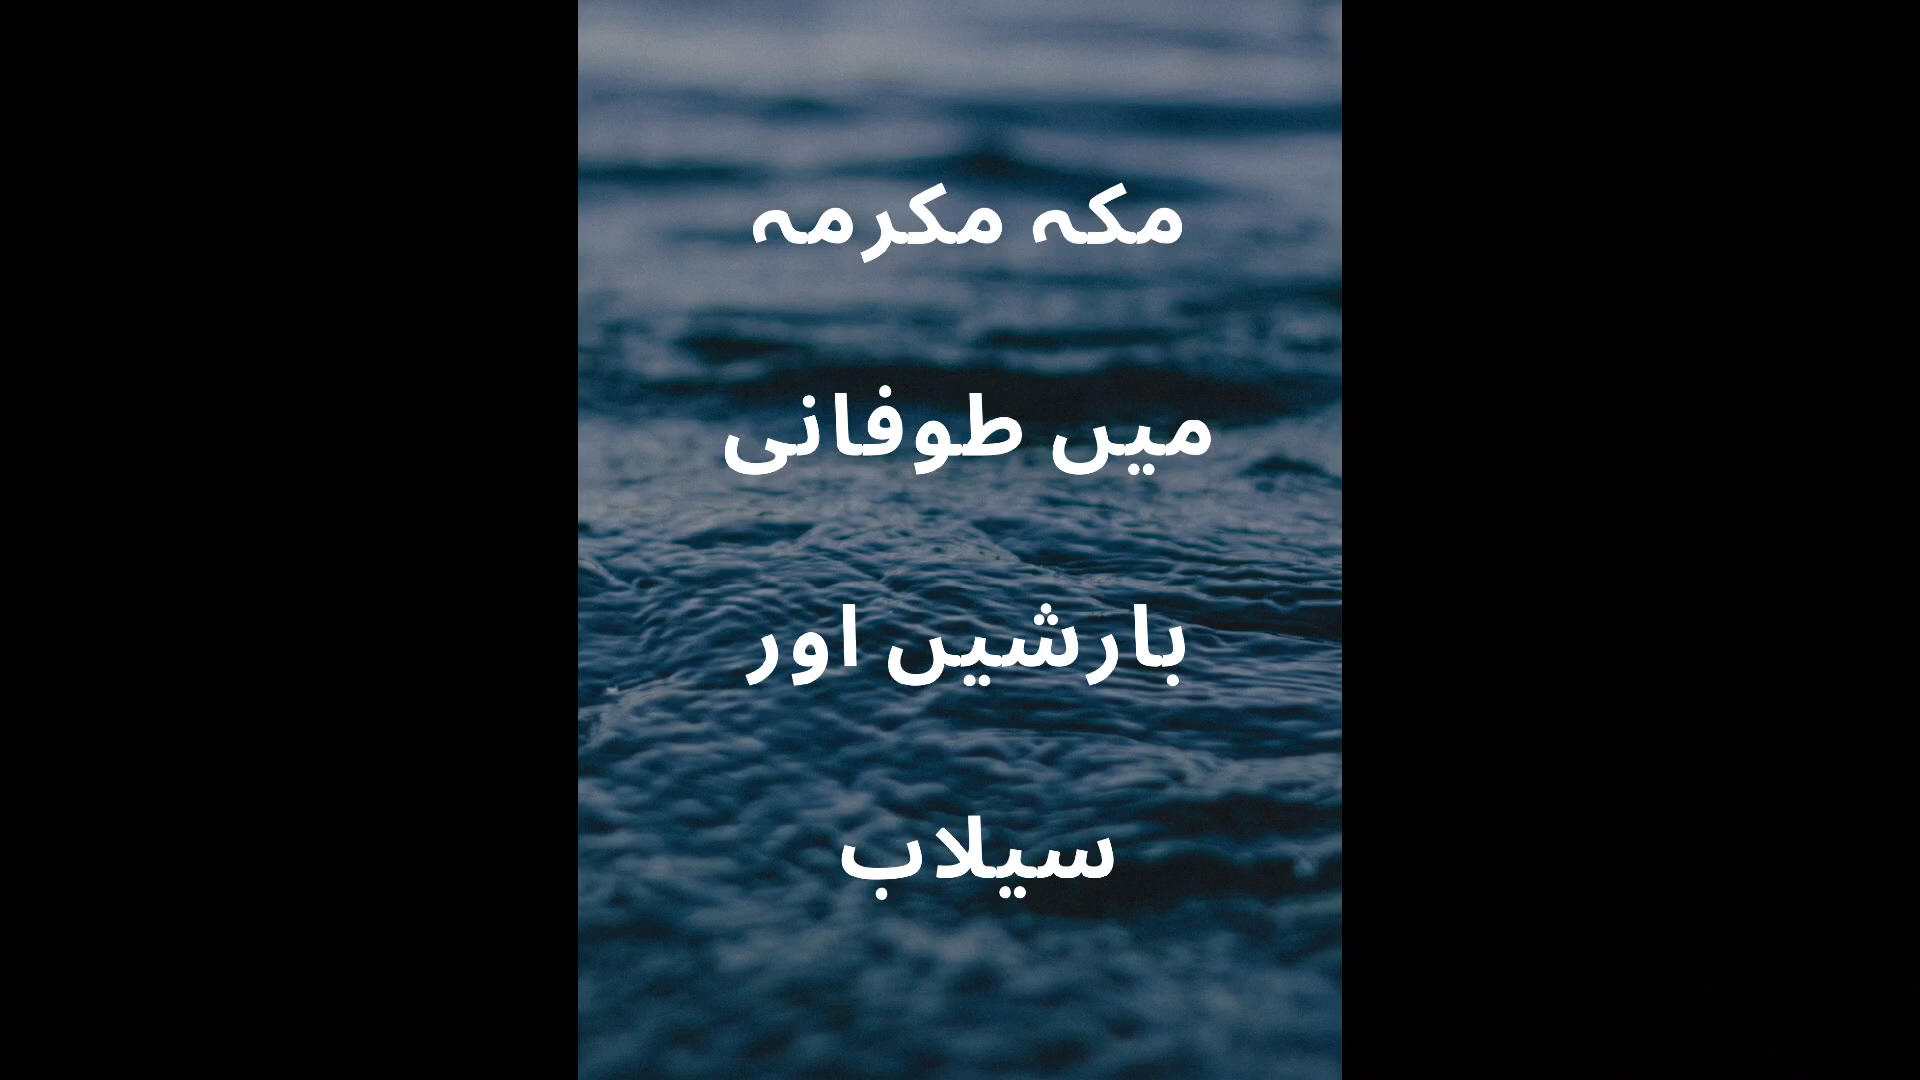 مکہ مکرمہ
میں طوفانی
بارشیں اور
سیلاب